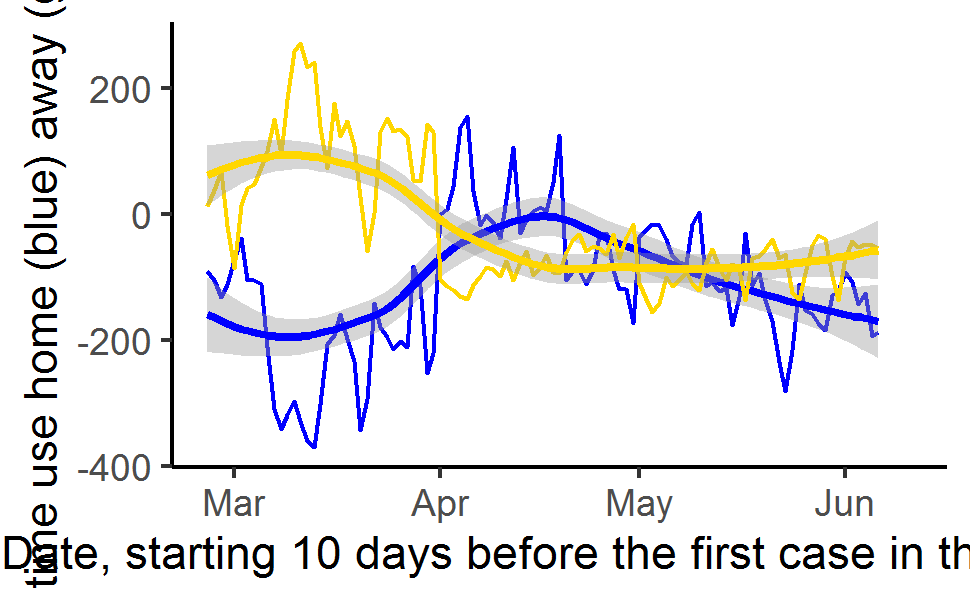 time use home (blue) away (
200
0
-200
-400
Mar Apr May Jun
Date, starting 10 days before the first case in th